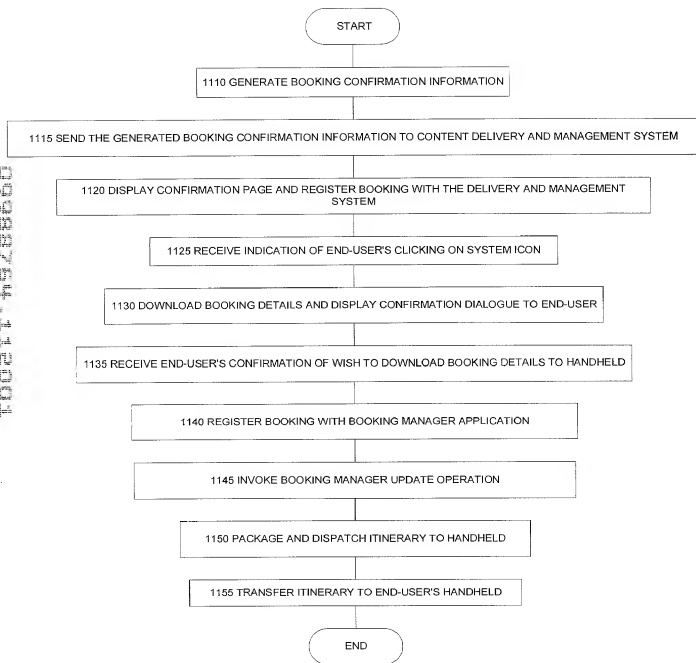 START
1110 GENERATE BOOKING CONFIRMATION INFORMATION
1115 SEND THE GENERATED BOOKING CONFIRMATION INFORMATION TO CONTENT DELIVERY AND MANAGEMENT SYSTEM
1120 DISPLAY CONFIRMATION PAGE AND REGISTER BOOKING WITH THE DELIVERY AND MANAGEMENT
SYSTEM
1125 RECEIVE INDICATION OF END-USER'S CLICKING ON SYSTEM ICON
1130 DOWNLOAD BOOKING DETAILS AND DISPLAY CONFIRMATION DIALOGUE TO END-USER
1135 RECEIVE END-USER'S CONFIRMATION OF WISH TO DOWNLOAD BOOKING DETAILS TO HANDHELD
1140 REGISTER BOOKING WITH BOOKING MANAGER APPLICATION
1145 INVOKE BOOKING MANAGER UPDATE OPERATION
1150 PACKAGE AND DISPATCH ITINERARY TO HANDHELD
1155 TRANSFER ITINERARY TO END-USER'S HANDHELD
END